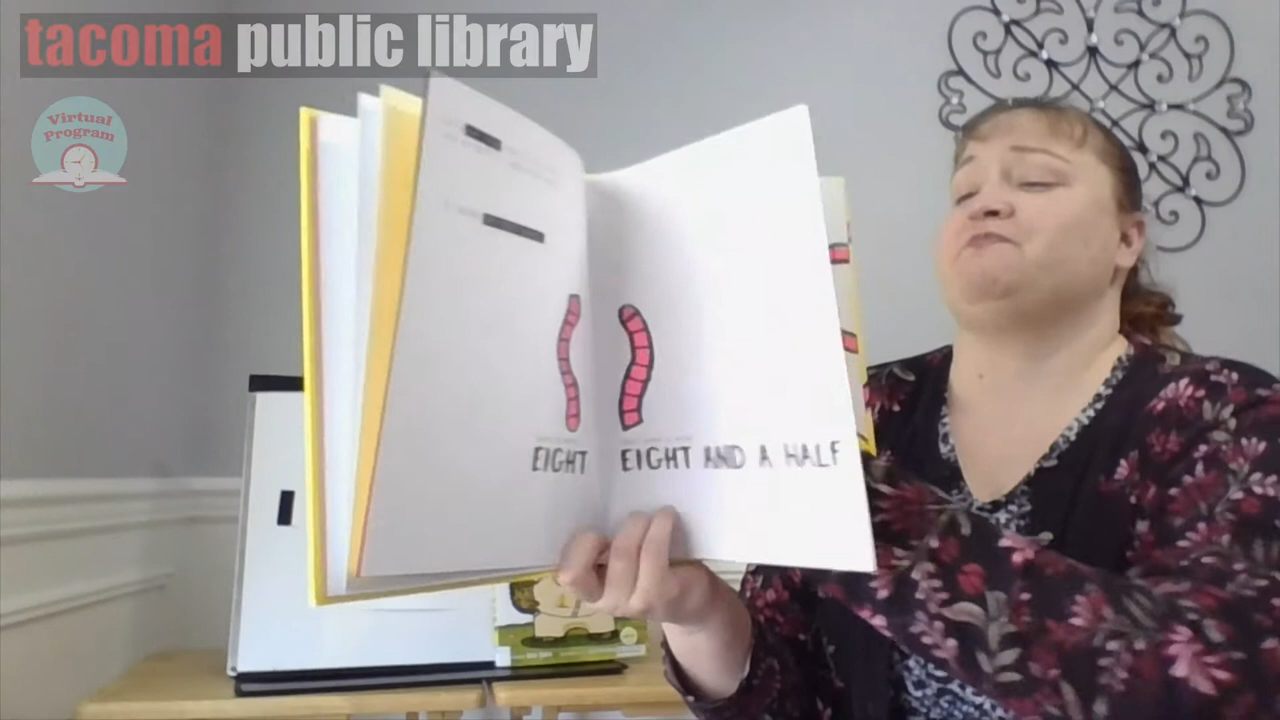 tacoma public library
Virtual
Program
EIGHT
EIGHT AND A HALF